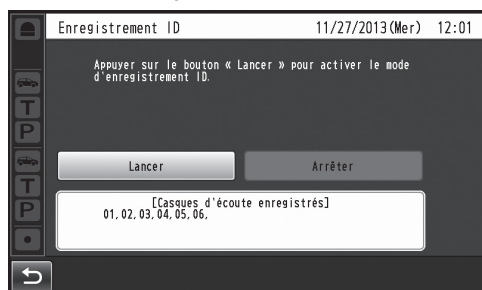 Enregistrement ID 11/27/2013(Mer) 12:01
Appuyer sur le bouton « Lancer » pour activer le mode
d'enregistrement ID.
T
P
Lancer Arrêter
T
P
[Casques d'écoute enregistrés]
01,02,03,04,05,06,